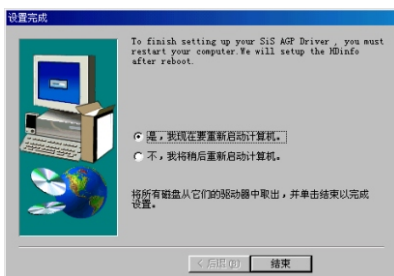 设置完成
To finish setting up your SiS AGP Driver , you must
restart your computer.We will setup the MDinfo
after reboot.
是，我现在要重新启动计算机。
不，我将稍后重新启动计算机。
将所有磁盘从它们的驱动器中取出，并单击结束以完成
设置。
结束